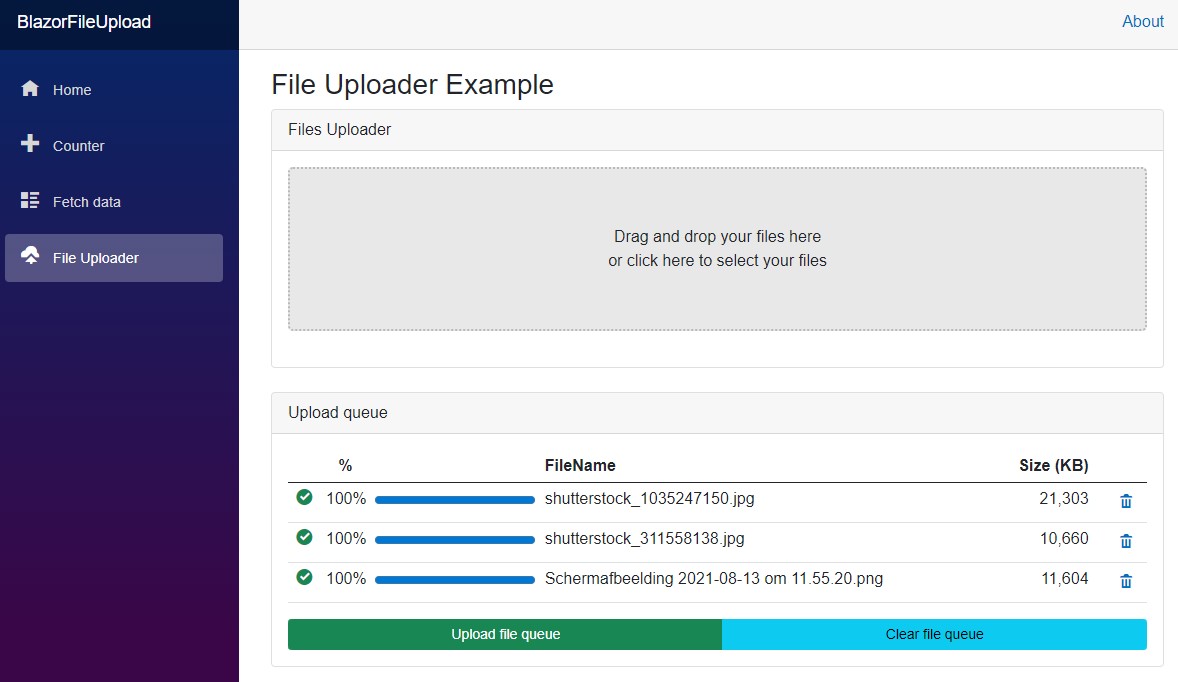 BlazorFileUpload
About
Home
Counter
Fetch data
File Uploader
File Uploader Example
Files Uploader
Drag and drop your files here
or click here to select your files
Upload queue
% FileName Size (KB)
100% shutterstock_1035247150.jpg 21,303
100% shutterstock_311558138.jpg 10,660
100% Schermafbeelding 2021-08-13 om 11.55.20.png 11,604
Upload file queue Clear file queue